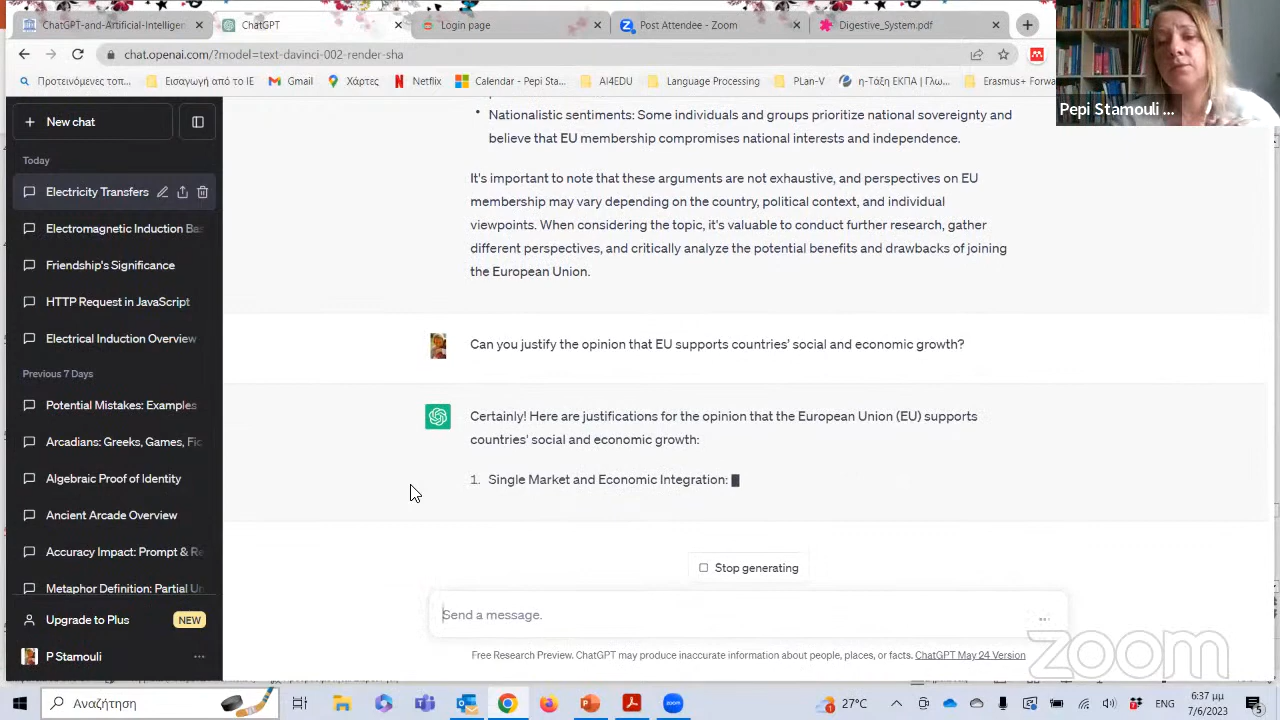 ChatGPT-and-Artificial-Intelligen
ChatGPT
Login page
Post Attendee - Zoom
Digestive_System.pdf
chat.openai.com/?model=text-davinci-002-render-sha
Προτεινόμενες τοπ...
Εισαγωγή από το IE
Gmail
Χάρτες
Netflix
Calendar - Pepi Sta...
AI4EDU
Language Processing
PLan-V
η-Τάξη ΕΚΠΑ | Γλω...
Erasmus+ Forwa
Pepi Stamouli ...
New chat
Today
Electricity Transfers
Electromagnetic Induction Bas
Friendship's Significance
HTTP Request in JavaScript
Electrical Induction Overview
Previous 7 Days
Potential Mistakes: Examples
Arcadians: Greeks, Games, Fic
Algebraic Proof of Identity
Ancient Arcade Overview
Accuracy Impact: Prompt & Re
Metaphor Definition: Partial Un
Upgrade to Plus
NEW
P Stamouli
• Nationalistic sentiments: Some individuals and groups prioritize national sovereignty and
believe that EU membership compromises national interests and independence.
It's important to note that these arguments are not exhaustive, and perspectives on EU
membership may vary depending on the country, political context, and individual
viewpoints. When considering the topic, it's valuable to conduct further research, gather
different perspectives, and critically analyze the potential benefits and drawbacks of joining
the European Union.
Can you justify the opinion that EU supports countries' social and economic growth?
Certainly! Here are justifications for the opinion that the European Union (EU) supports
countries' social and economic growth:
1. Single Market and Economic Integration:
Stop generating
Send a message.
Free Research Preview. ChatGPT may produce inaccurate information about people, places, or facts. ChatGPT May 24 Version
zoom
Αναζήτηση
27°C
ENG
6:37 μμ
7/6/2023
5